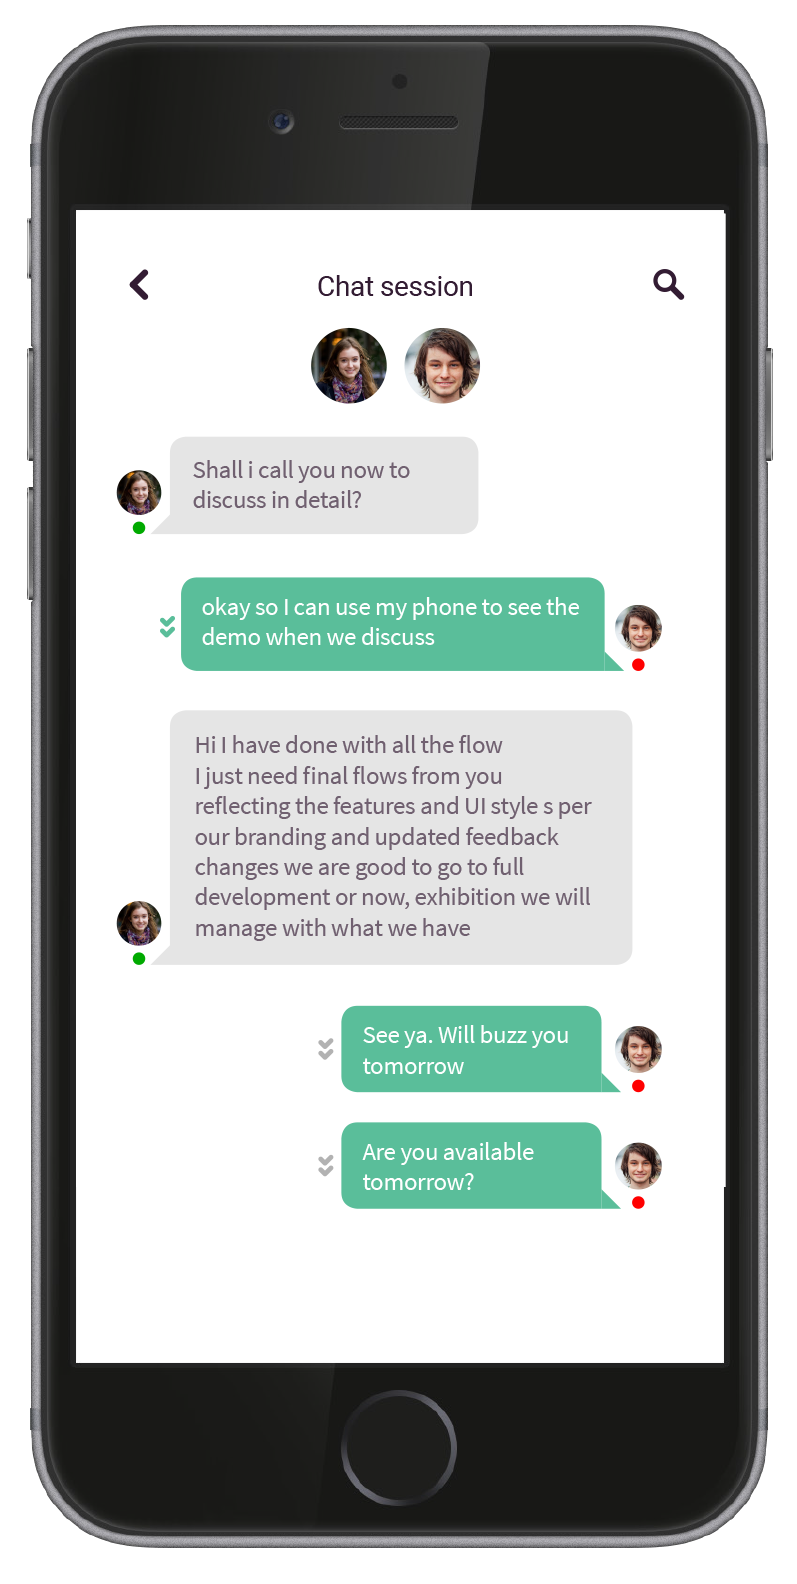 Chat session
Shall i call you now to
discuss in detail?
okay so I can use my phone to see the
demo when we discuss
Hi I have done with all the flow
I just need final flows from you
reflecting the features and UI style s per
our branding and updated feedback
changes we are good to go to full
development or now, exhibition we will
manage with what we have
See ya. Will buzz you
tomorrow
Are you available
tomorrow?